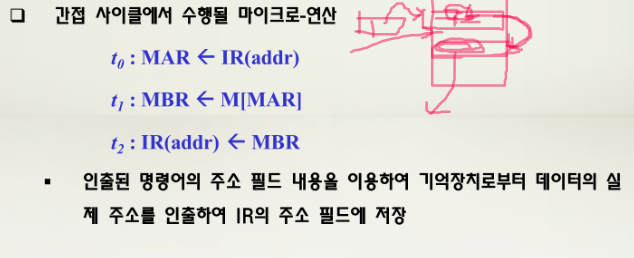 □ 간접 사이클에서 수행될 마이크로-연산
t₀ : MAR ← IR(addr)
t₁ : MBR ← M[MAR]
t₂ : IR(addr) ← MBR
▪ 인출된 명령어의 주소 필드 내용을 이용하여 기억장치로부터 데이터의 실
제 주소를 인출하여 IR의 주소 필드에 저장